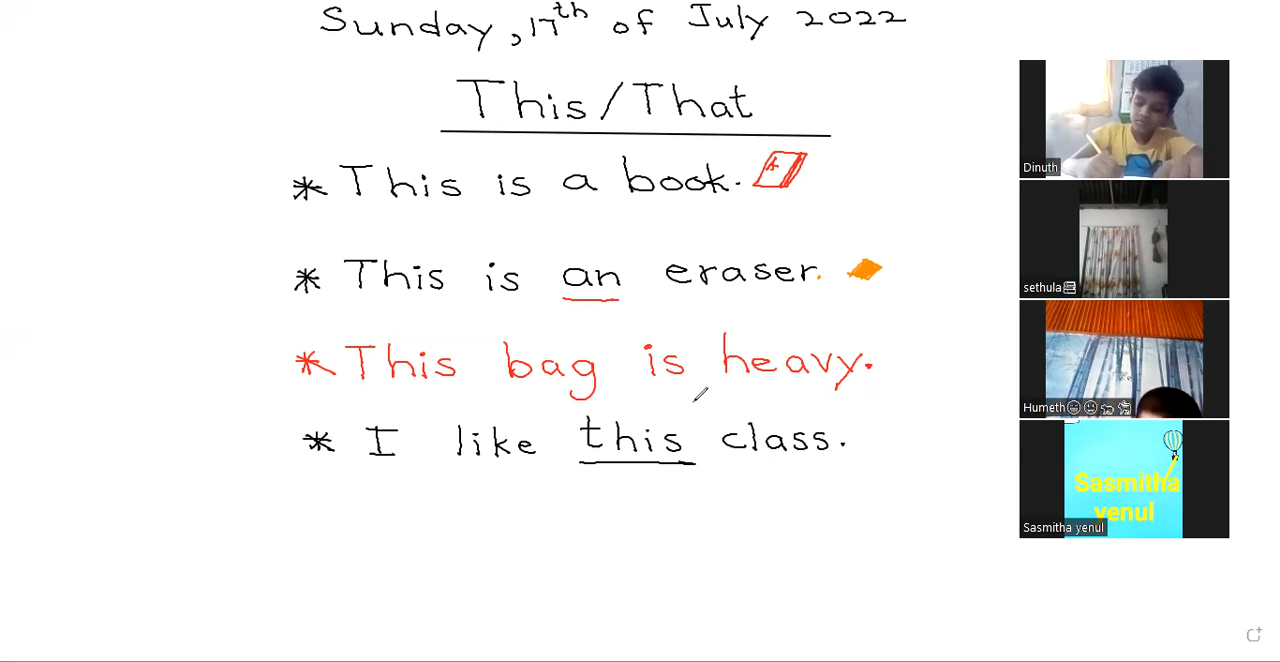 Sunday, 17th of July 2022
This/That
* This is a book.
* This is an eraser.
* This bag is heavy.
* I like this class.
Dinuth
sethula
Humeth
Sasmitha
yenul
Sasmitha yenul